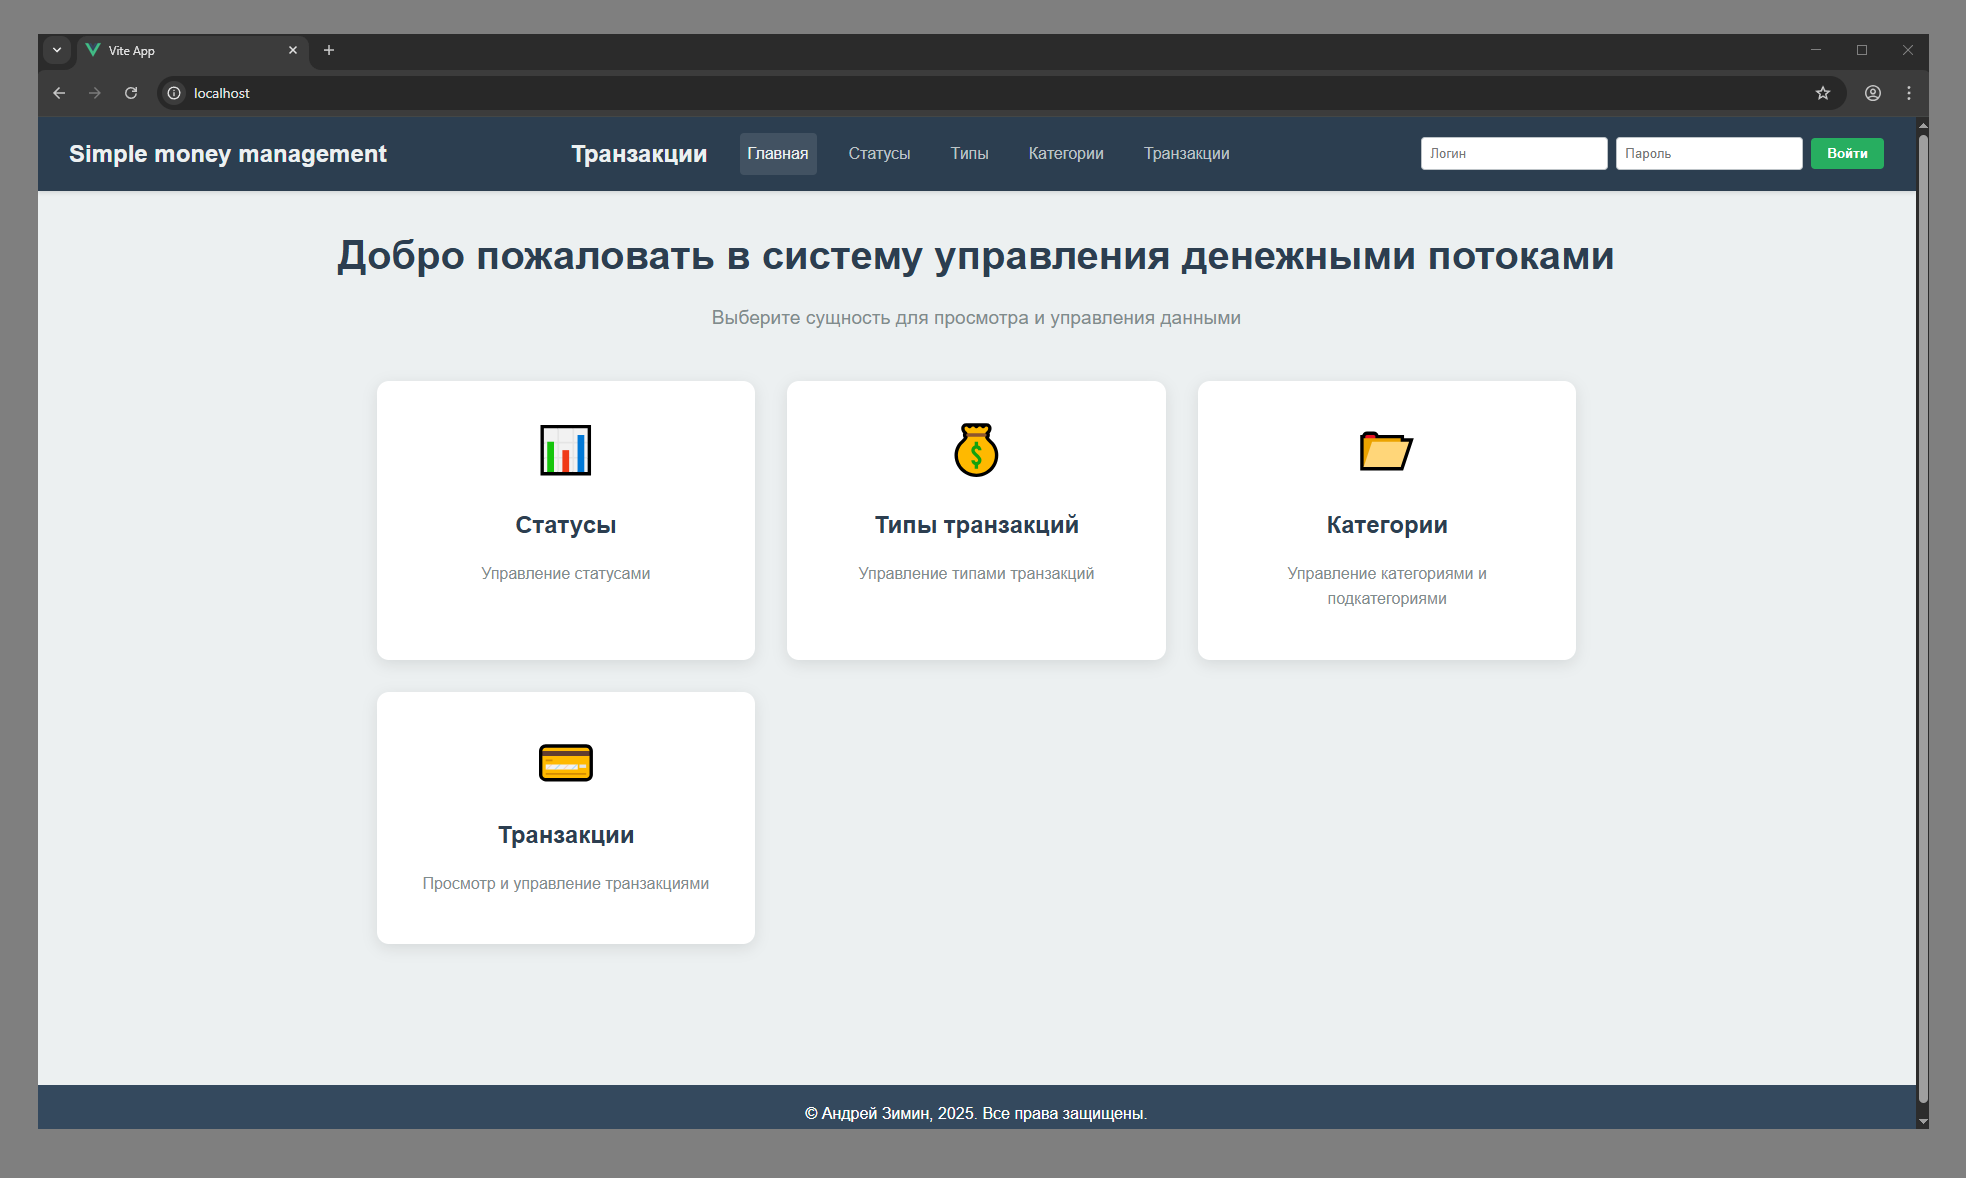 Vite App
localhost
Simple money management
Транзакции
Главная
Статусы
Типы
Категории
Транзакции
Логин
Пароль
Войти
Добро пожаловать в систему управления денежными потоками
Выберите сущность для просмотра и управления данными
Статусы
Управление статусами
Типы транзакций
Управление типами транзакций
Категории
Управление категориями и
подкатегориями
Транзакции
Просмотр и управление транзакциями
© Андрей Зимин, 2025. Все права защищены.